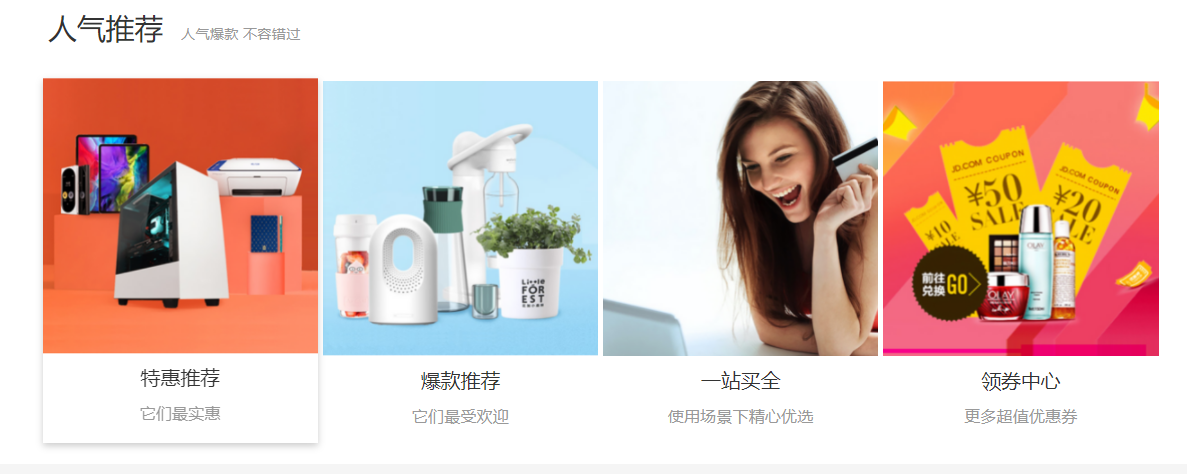 人气推荐 人气爆款 不容错过
Little
FOR
EST
JD.COM COUPON
¥50
SALE
JD.COM COUPON
¥20
SALE
¥10
前往
兑换 GO
OLAY
OLAY
特惠推荐
它们最实惠
爆款推荐
它们最受欢迎
一站买全
使用场景下精心优选
领券中心
更多超值优惠券